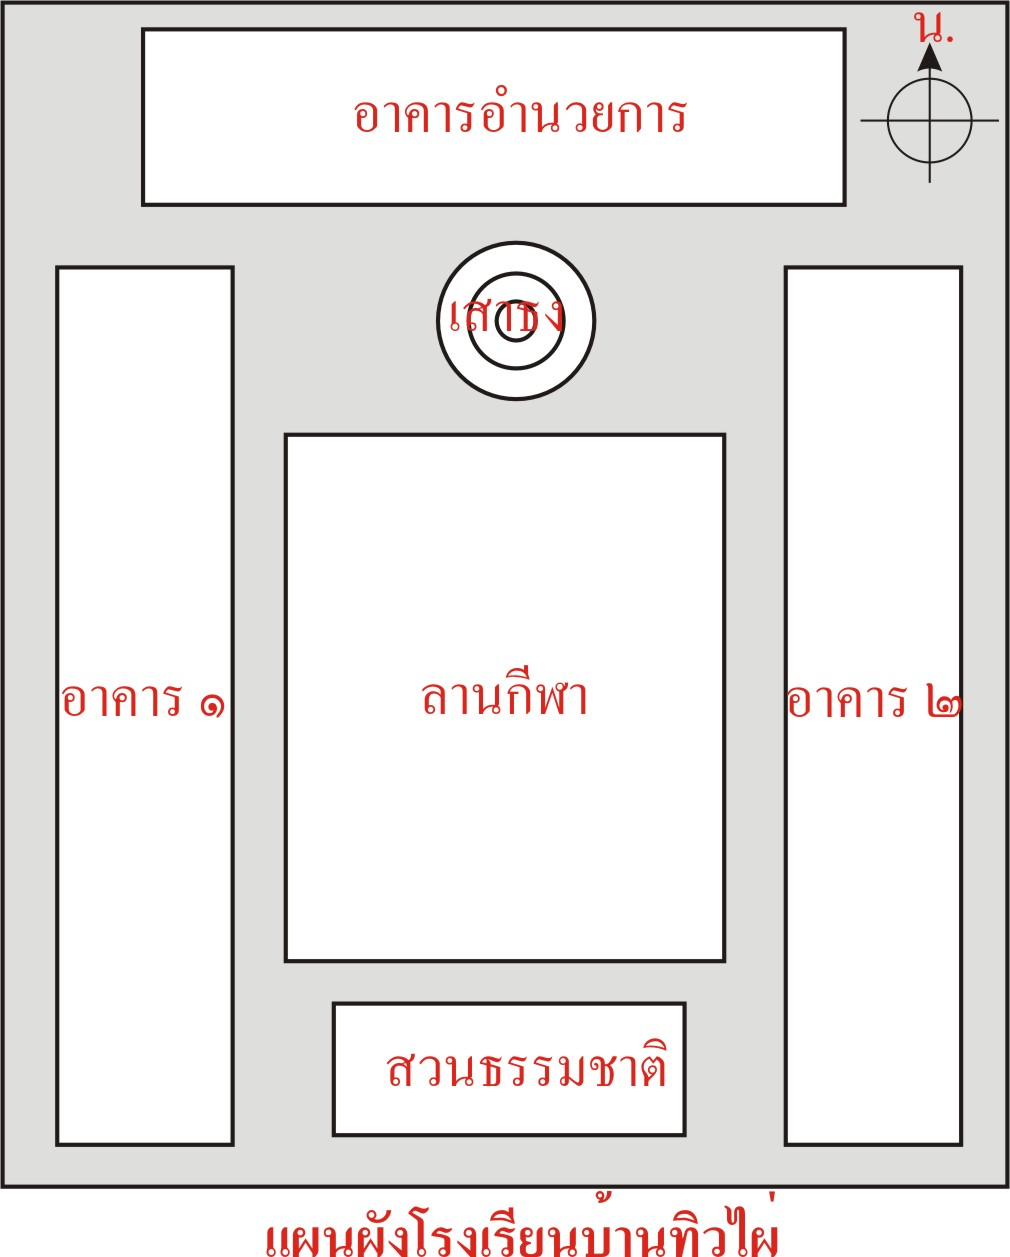 น.
อาคารอำนวยการ
เสาธง
อาคาร ๑
ลานกีฬา
อาคาร ๒
สวนธรรมชาติ
แผนผังโรงเรียนบ้านทิวไผ่